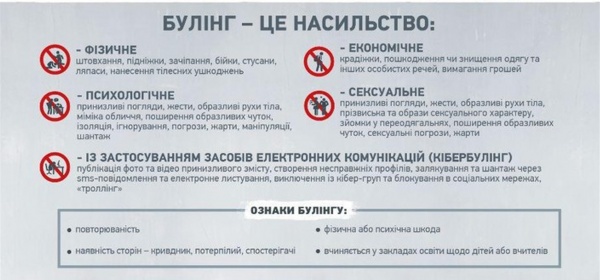 БУЛІНГ – ЦЕ НАСИЛЬСТВО:
- ФІЗИЧНЕ
штовхання, підніжки, зачіпання, бійки, стусани,
ляпаси, нанесення тілесних ушкоджень
- ЕКОНОМІЧНЕ
крадіжки, пошкодження чи знищення одягу та
інших особистих речей, вимагання грошей
- ПСИХОЛОГІЧНЕ
принизливі погляди, жести, образливі рухи тіла,
міміка обличчя, поширення образливих чуток,
ізоляція, ігнорування, погрози, жарти, маніпуляції,
шантаж
- СЕКСУАЛЬНЕ
принизливі погляди, жести, образливі рухи тіла,
прізвиська та образи сексуального характеру,
зйомки у переодягальнях, поширення образливих
чуток, сексуальні погрози, жарти
- ІЗ ЗАСТОСУВАННЯМ ЗАСОБІВ ЕЛЕКТРОННИХ КОМУНІКАЦІЙ (КІБЕРБУЛІНГ)
публікація фото та відео принизливого змісту, створення несправжніх профілів, залякування та шантаж через
sms-повідомлення та електронне листування, виключення із кібер-груп та блокування в соціальних мережах,
«троллінг»
ОЗНАКИ БУЛІНГУ:
• повторюваність
• наявність сторін – кривдник, потерпілий, спостерігачі
• фізична або психічна шкода
• вчиняється у закладах освіти щодо дітей або вчителів